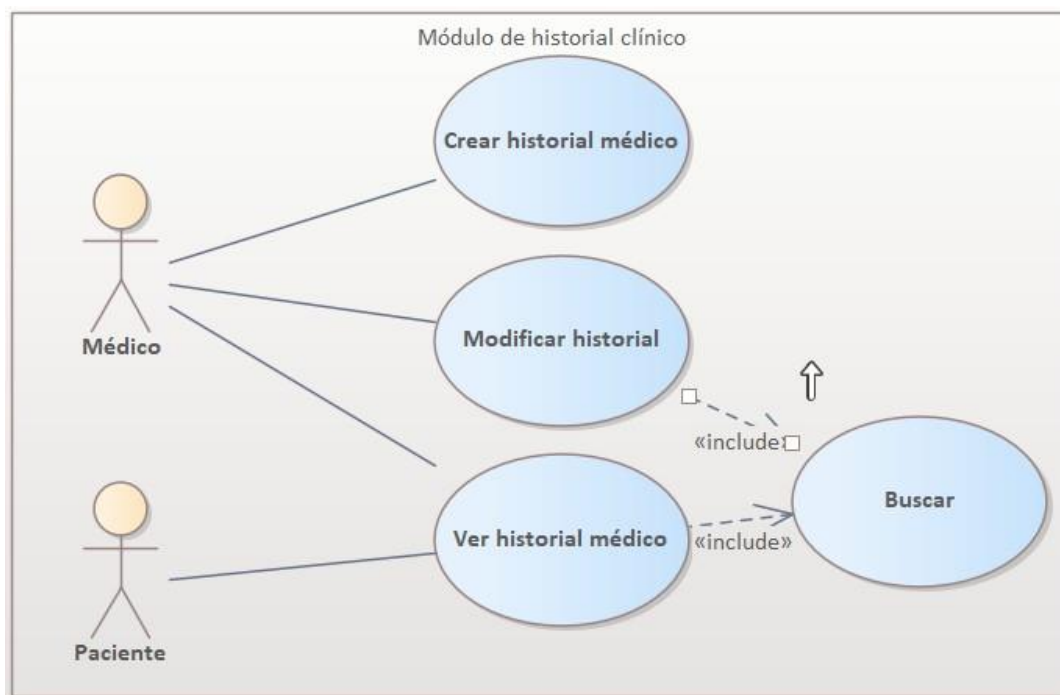 Módulo de historial clínico
Crear historial médico
Médico
Modificar historial
«include»
Buscar
Ver historial médico
«include»
Paciente